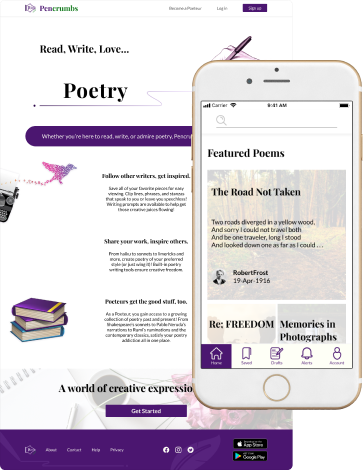 Pencrumbs
Become a Poeteur
Log in
Sign up
Read, Write, Love...
Poetry
Whether you're here to read, write, or admire poetry, Pencru
Follow other writers, get inspired.
Save all of your favorite pieces for easy
viewing. Clip lines, phrases, and stanzas
that speak to you or leave you speechless!
Writing prompts are available to help get
those creative juices flowing!
Share your work, inspire others.
From haiku to sonnets to limericks and
more, create poetry of your preferred
style (or just wing it)! Built-in poetry
writing tools ensure creative freedom.
Poeteurs get the good stuff, too.
As a Poeteur, you gain access to a growing
collection of poetry past and present! From
Shakespeare's sonnets to Pablo Neruda's
narrations to Rumi's ruminations and the
contemporary classics, satisfy your poetry
addiction all in one place.
A world of creative expressio
Get Started
About
Contact
Help
Privacy
App Store
Google Play
Carrier
9:41 AM
Featured Poems
The Road Not Taken
Two roads diverged in a yellow wood,
And sorry I could not trawl both
And be one traveler, long I stood
And looked down one as far as I could . . .
RobertFrost
19-Apr-1916
Re: FREEDOM
Memories in
Photographs
Home
Saved
Crafts
Alerts
Account